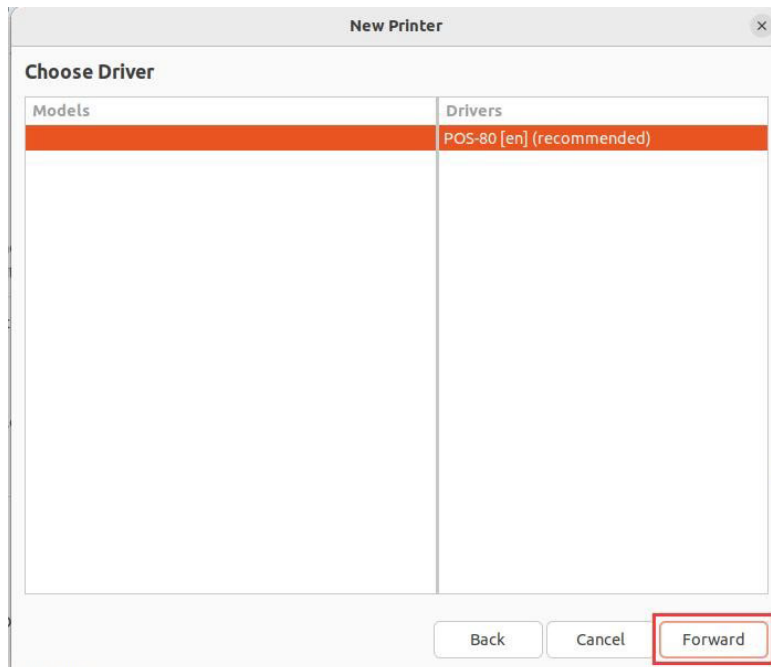 New Printer
Choose Driver
Models
Drivers
POS-80 [en] (recommended)
Back
Cancel
Forward